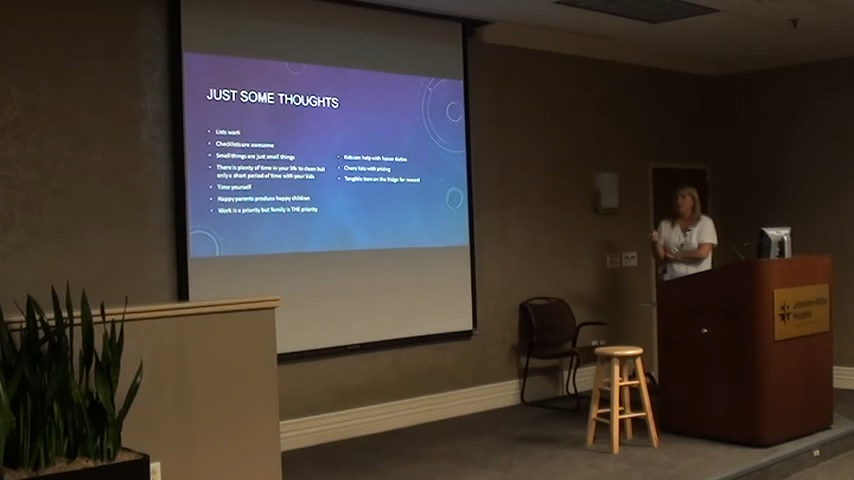 JUST SOME THOUGHTS
Lists work
Checklists are awesome
Small things are just small things
There is plenty of time in your life to clean but
only a short period of time with your kids
Time yourself
Happy parents produce happy children
Work is a priority but family is THE priority
Kids can help with house duties
Chore lists with pricing
Tangible item on the fridge for reward
Hospital